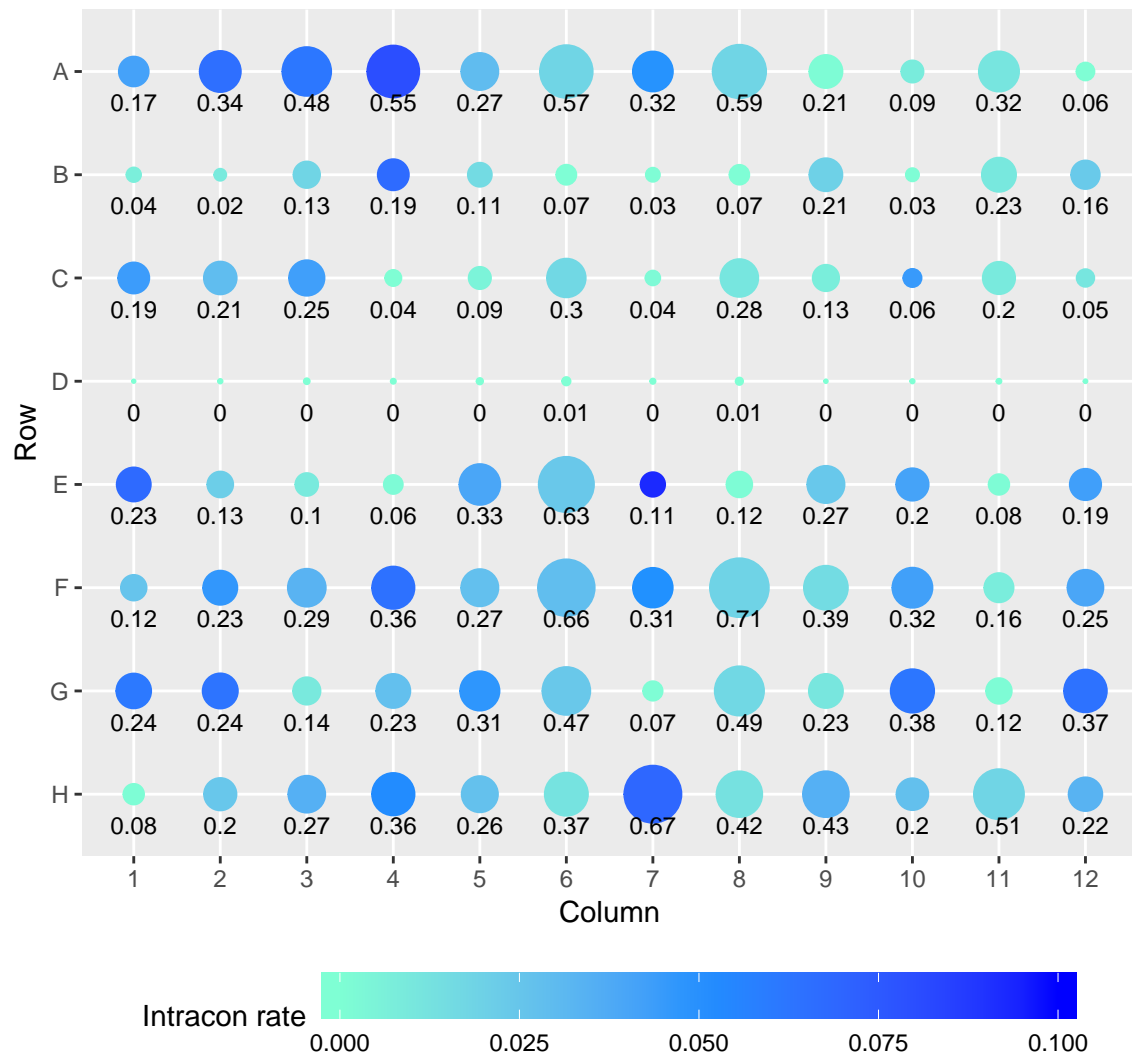 A
0.17 0.34 0.48 0.55 0.27 0.57 0.32 0.59 0.21 0.09 0.32 0.06
B
0.04 0.02 0.13 0.19 0.11 0.07 0.03 0.07 0.21 0.03 0.23 0.16
C
0.19 0.21 0.25 0.04 0.09 0.3 0.04 0.28 0.13 0.06 0.2 0.05
D
0 0 0 0 0 0.01 0 0.01 0 0 0 0
Row
E
0.23 0.13 0.1 0.06 0.33 0.63 0.11 0.12 0.27 0.2 0.08 0.19
F
0.12 0.23 0.29 0.36 0.27 0.66 0.31 0.71 0.39 0.32 0.16 0.25
G
0.24 0.24 0.14 0.23 0.31 0.47 0.07 0.49 0.23 0.38 0.12 0.37
H
0.08 0.2 0.27 0.36 0.26 0.37 0.67 0.42 0.43 0.2 0.51 0.22
1 2 3 4 5 6 7 8 9 10 11 12
Column
Intracon rate
0.000 0.025 0.050 0.075 0.100